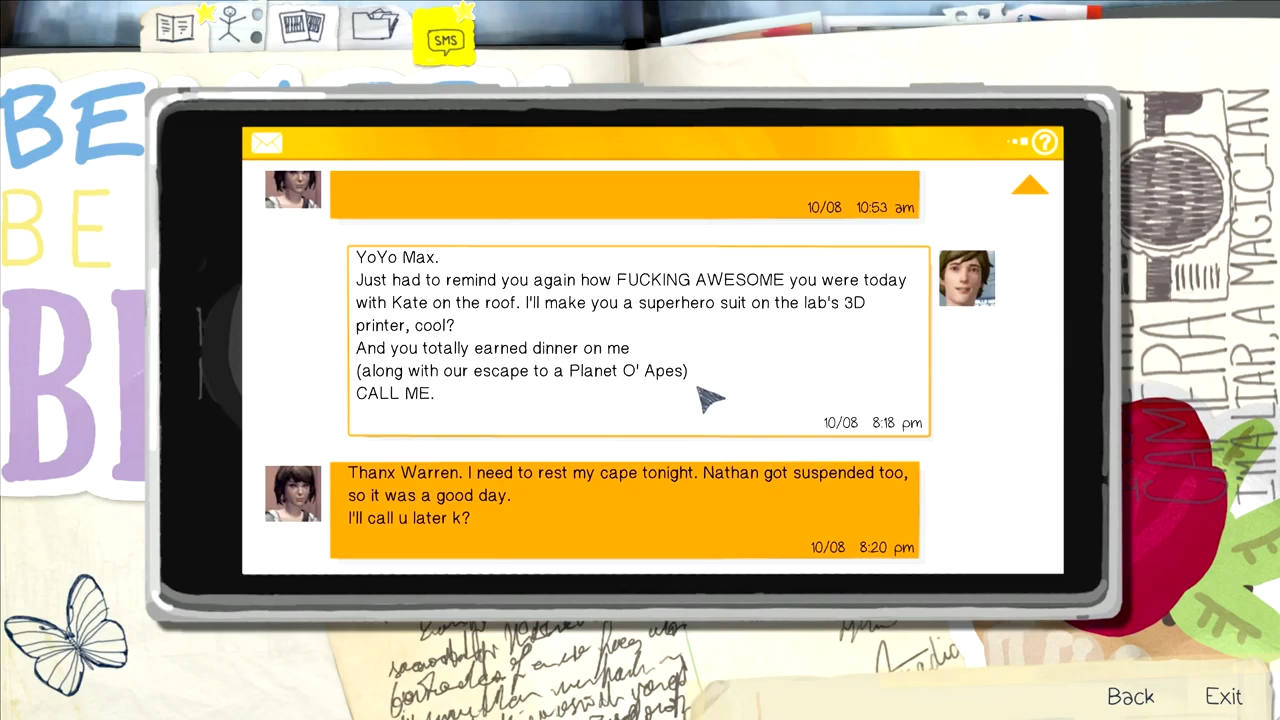 SMS
BE
BE
10/08 10:53 am
YoYo Max.
Just had to remind you again how FUCKING AWESOME you were today
with Kate on the roof. I'll make you a superhero suit on the lab's 3D
printer, cool?
And you totally earned dinner on me
(along with our escape to a Planet O' Apes)
CALL ME.
10/08 8:18 pm
Thanx Warren. I need to rest my cape tonight. Nathan got suspended too,
so it was a good day.
I'll call u later k?
10/08 8:20 pm
CAMERA
LIAR, A MAGICIAN
Back Exit